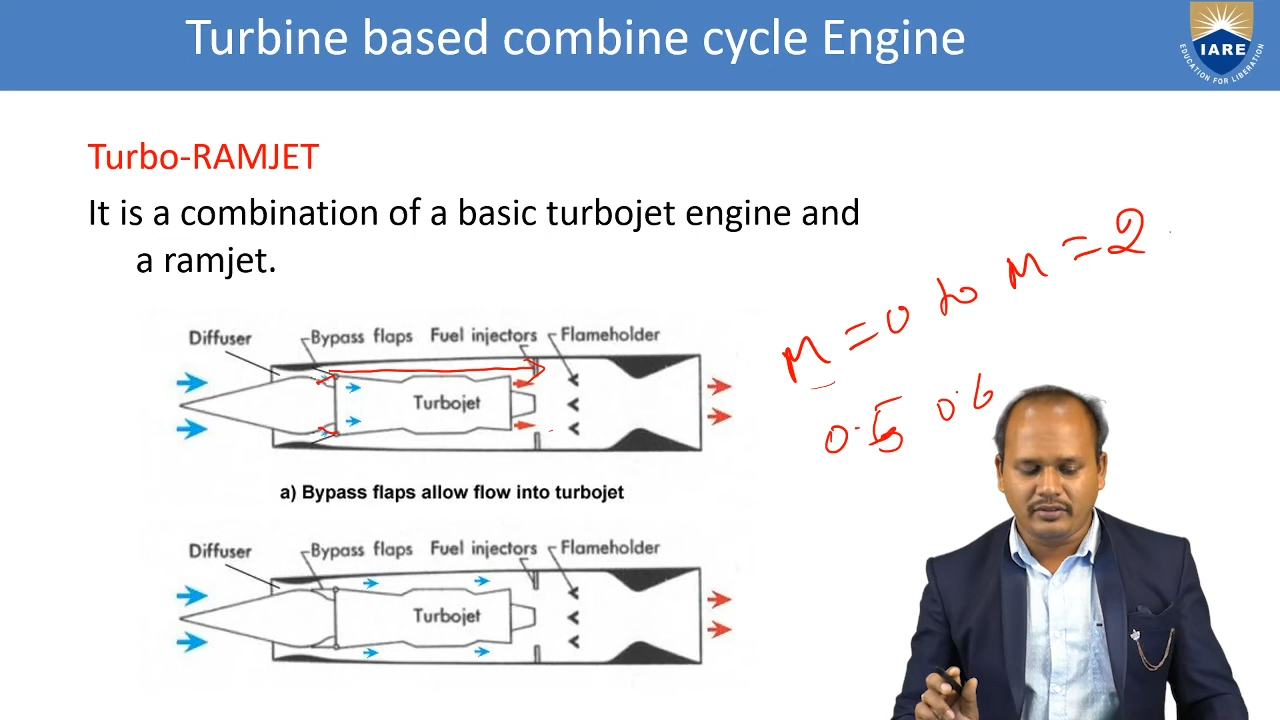 Turbine based combine cycle Engine
IARE
EDUCATION FOR LIBERATION
Turbo-RAMJET
It is a combination of a basic turbojet engine and
a ramjet.
M = 0 to M = 2
0.5 0.6
Diffuser
Bypass flaps
Fuel injectors
Flameholder
Turbojet
a) Bypass flaps allow flow into turbojet
Diffuser
Bypass flaps
Fuel injectors
Flameholder
Turbojet